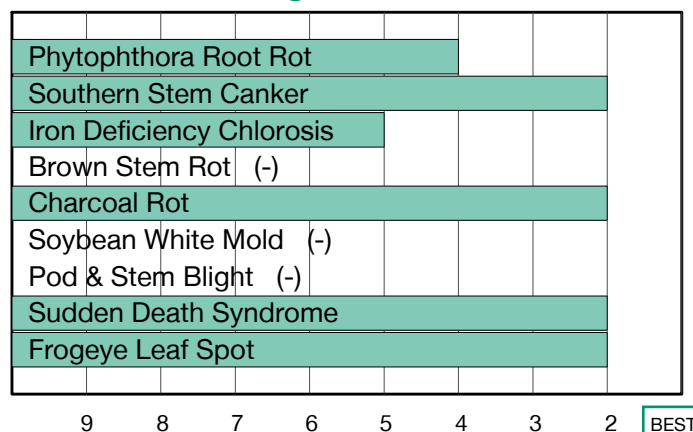 Phytophthora Root Rot
Southern Stem Canker
Iron Deficiency Chlorosis
Brown Stem Rot (-)
Charcoal Rot
Soybean White Mold (-)
Pod & Stem Blight (-)
Sudden Death Syndrome
Frogeye Leaf Spot
9 8 7 6 5 4 3 2 BEST